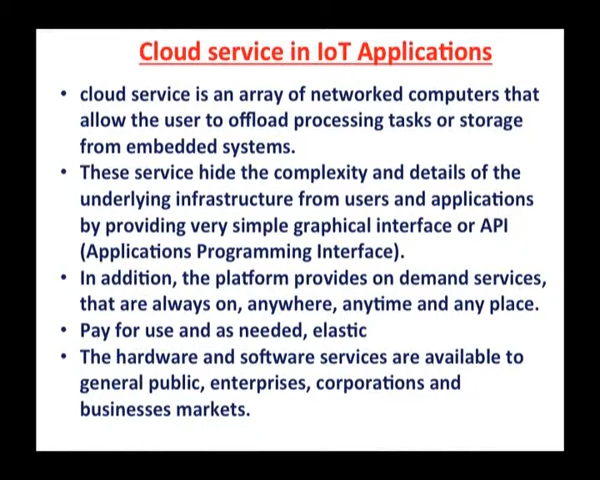 Cloud service in IoT Applications
• cloud service is an array of networked computers that
allow the user to offload processing tasks or storage
from embedded systems.
• These service hide the complexity and details of the
underlying infrastructure from users and applications
by providing very simple graphical interface or API
(Applications Programming Interface).
• In addition, the platform provides on demand services,
that are always on, anywhere, anytime and any place.
• Pay for use and as needed, elastic
• The hardware and software services are available to
general public, enterprises, corporations and
businesses markets.